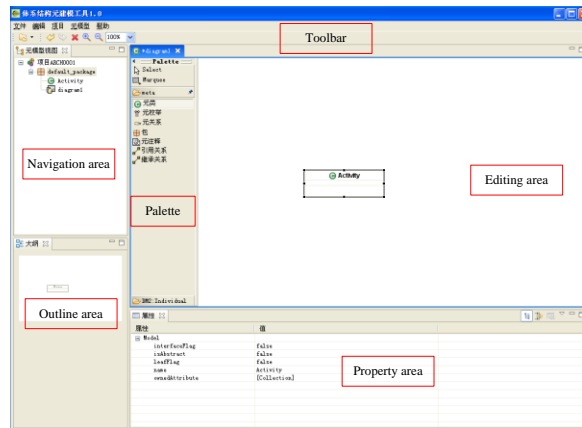 体系结构元建模工具1.0
文件 编辑 项目 元模型 帮助
100%
Toolbar
元模型视图
项目ABCH0001
default_package
Activity
diagram1
Navigation area
*diagram1
Palette
Select
Marquee
meta
元类
元枚举
元关系
包
元注释
引用关系
继承关系
Palette
DM2 Individual
Activity
Editing area
大纲
Outline area
属性
属性 值
Model
interfaceFlag false
isAbstract false
leafFlag false
name Activity
ownedAttribute [Collection]
Property area